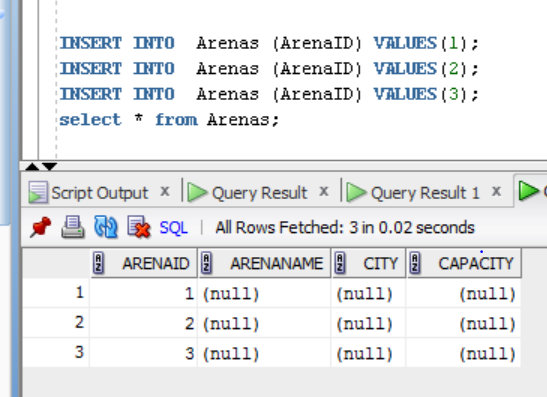 INSERT INTO  Arenas (ArenaID) VALUES(1);
INSERT INTO  Arenas (ArenaID) VALUES(2);
INSERT INTO  Arenas (ArenaID) VALUES(3);
select * from Arenas;
Script Output x Query Result x Query Result 1 x
SQL | All Rows Fetched: 3 in 0.02 seconds
ARENAID ARENANAME CITY CAPACITY
1 1 (null) (null) (null)
2 2 (null) (null) (null)
3 3 (null) (null) (null)